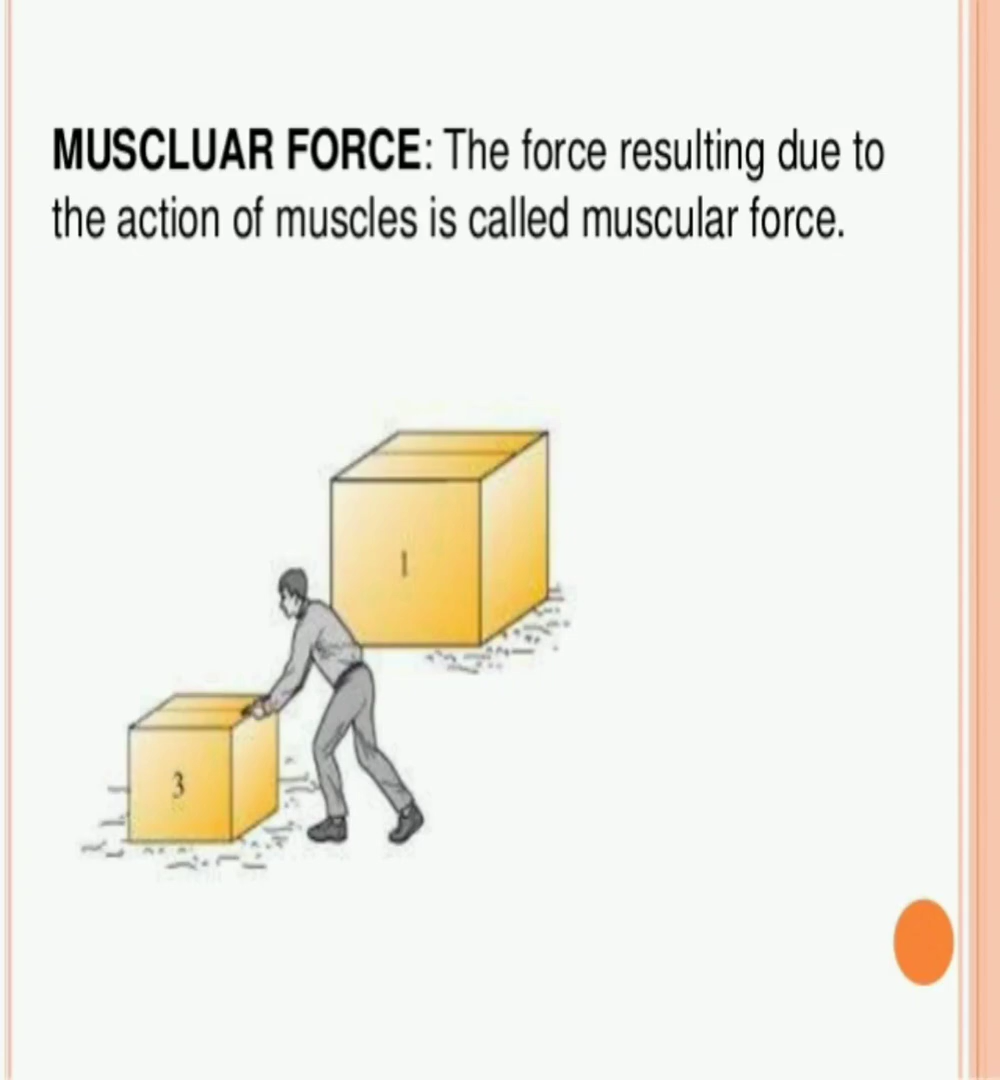 MUSCLUAR FORCE: The force resulting due to
the action of muscles is called muscular force.
1
3